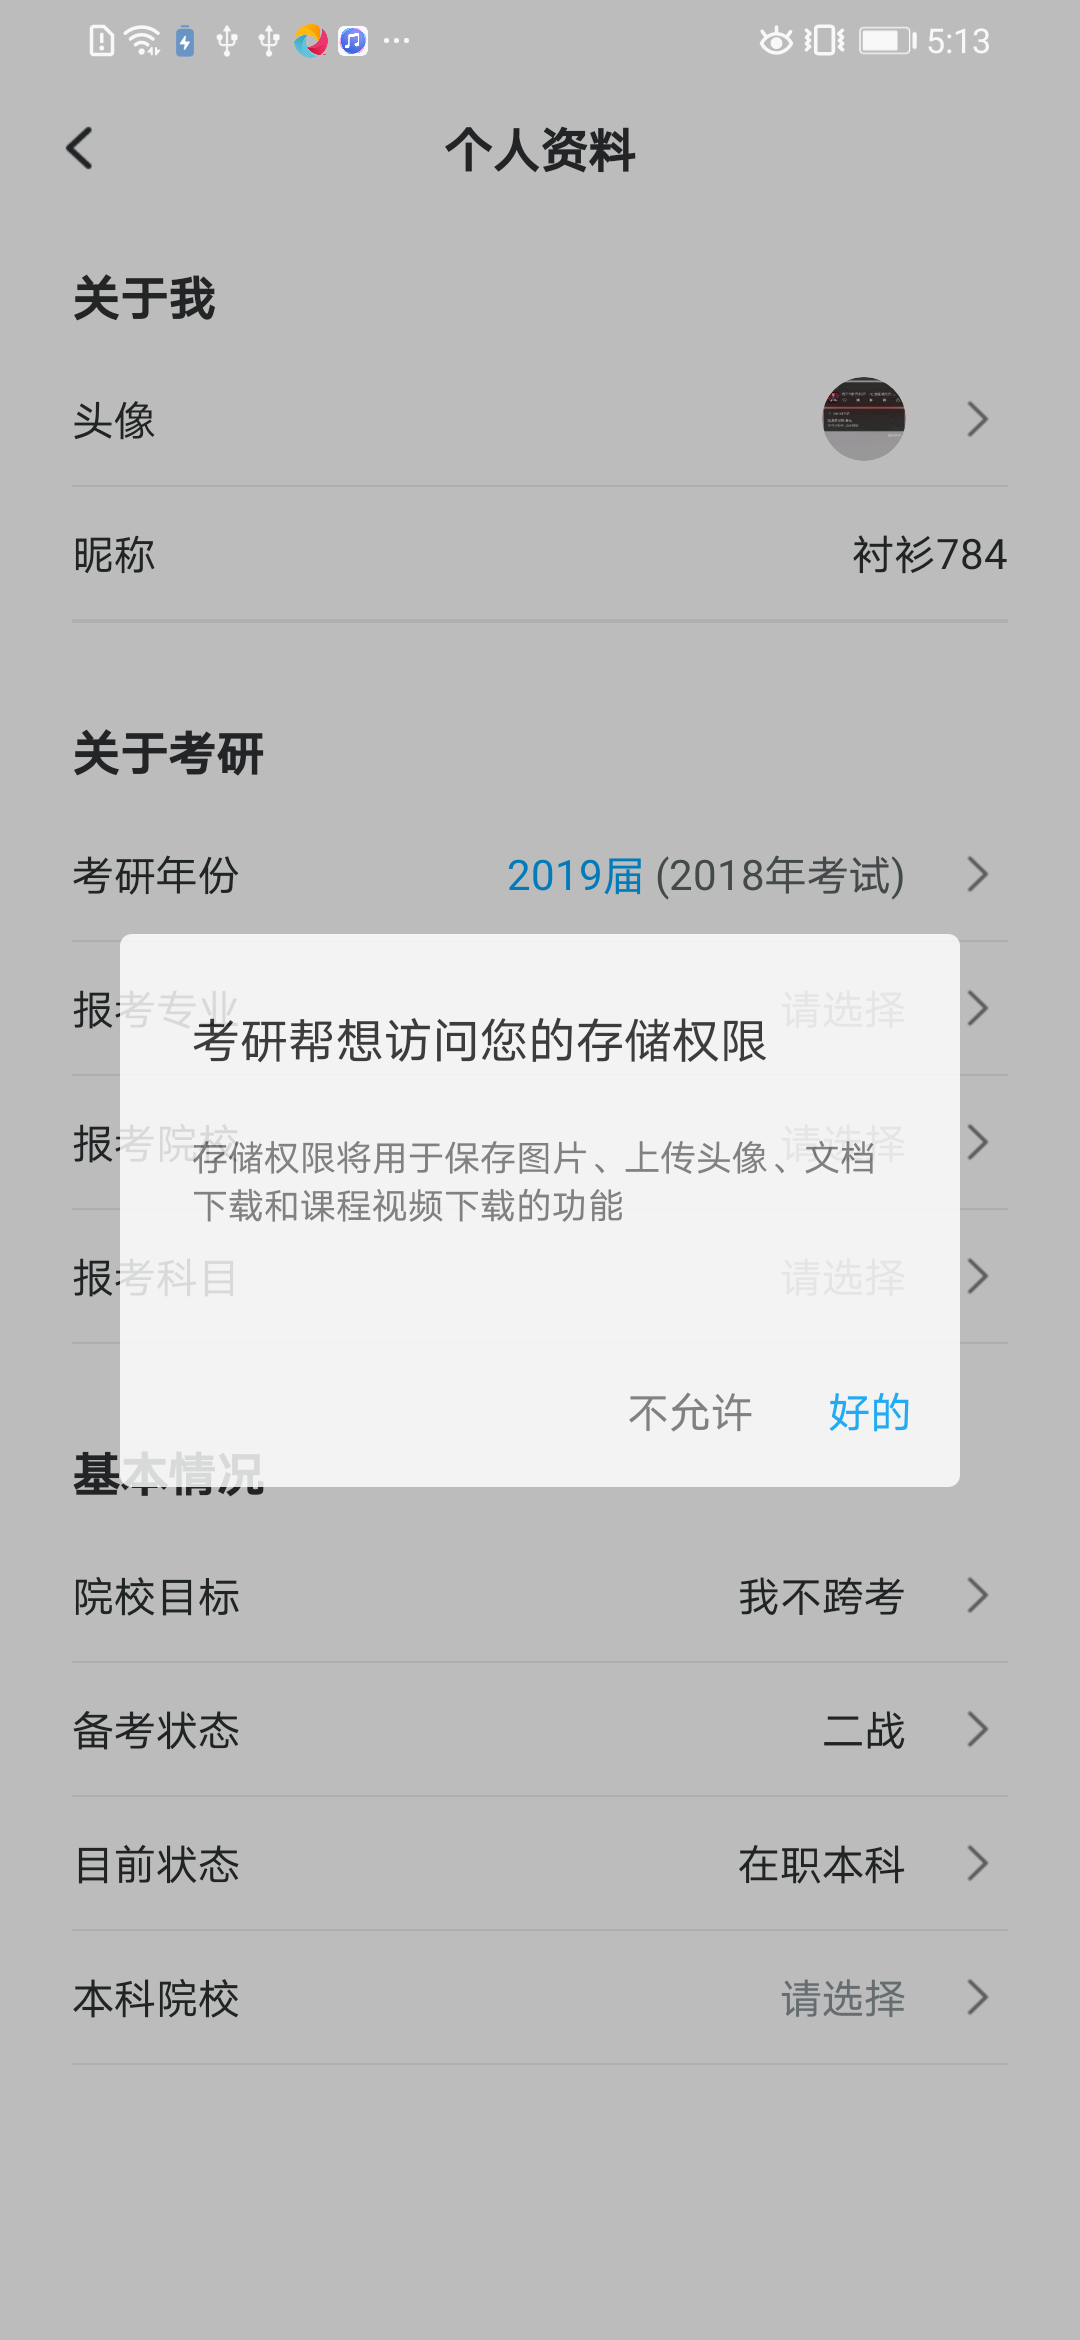 5:13
个人资料
关于我
头像
昵称 衬衫784
关于考研
考研年份 2019届 (2018年考试)
报考专业 请选择
考研帮想访问您的存储权限
报考院校 请选择
存储权限将用于保存图片、上传头像、文档
下载和课程视频下载的功能
报考科目 请选择
不允许 好的
基本情况
院校目标 我不跨考
备考状态 二战
目前状态 在职本科
本科院校 请选择